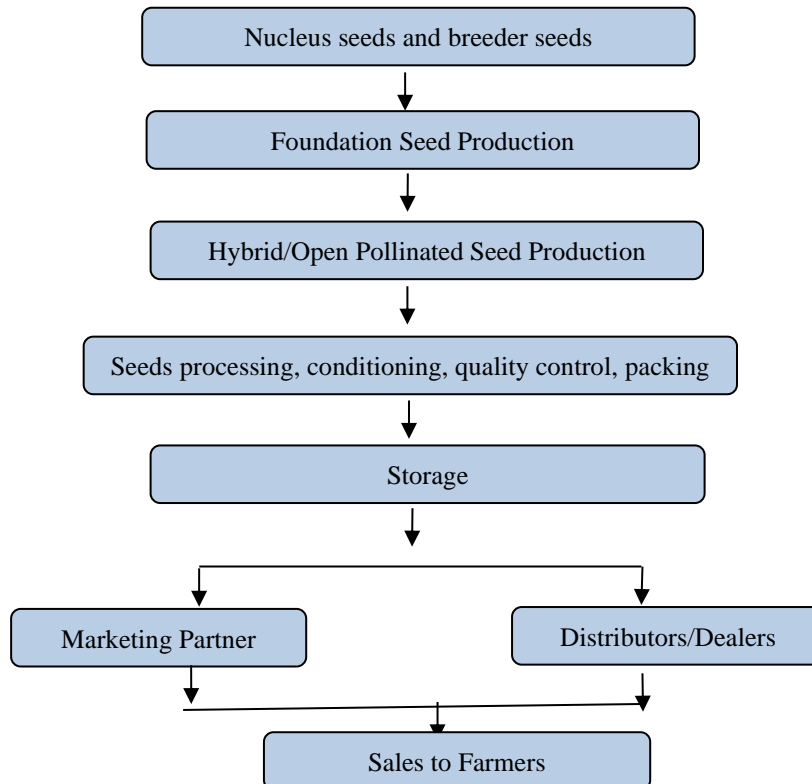 Nucleus seeds and breeder seeds
Foundation Seed Production
Hybrid/Open Pollinated Seed Production
Seeds processing, conditioning, quality control, packing
Storage
Marketing Partner
Distributors/Dealers
Sales to Farmers